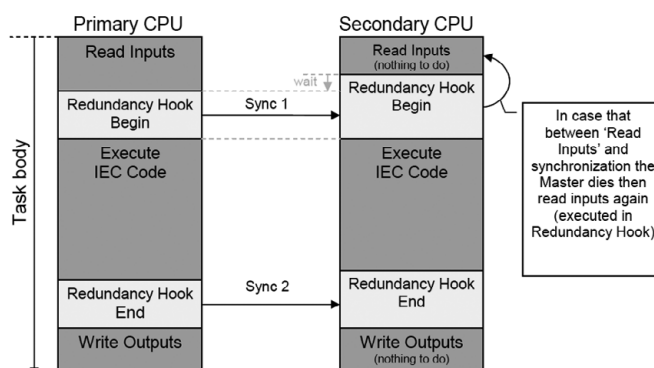 Primary CPU
Secondary CPU
Task body
Read Inputs
Read Inputs
(nothing to do)
wait
Redundancy Hook
Begin
Sync 1
Redundancy Hook
Begin
In case that
between ‘Read
Inputs’ and
synchronization the
Master dies then
read inputs again
(executed in
Redundancy Hook)
Execute
IEC Code
Execute
IEC Code
Redundancy Hook
End
Sync 2
Redundancy Hook
End
Write Outputs
Write Outputs
(nothing to do)